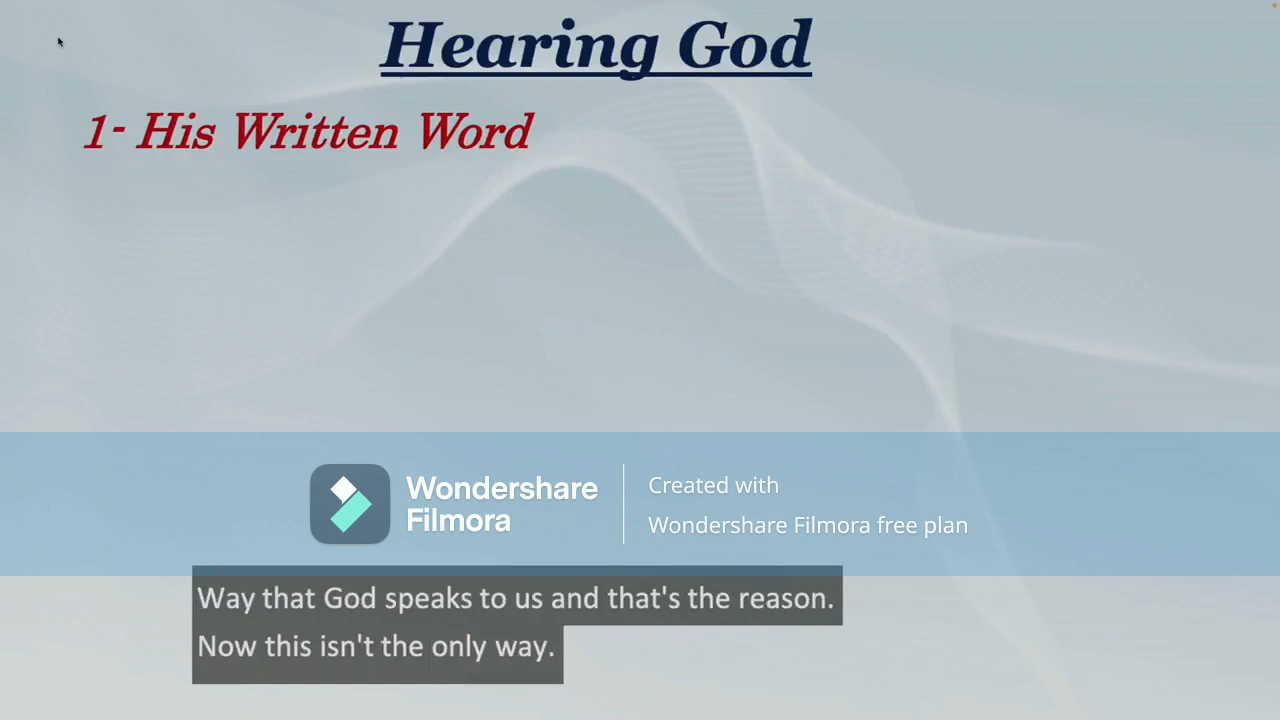 Hearing God
1- His Written Word
Wondershare
Filmora
Created with
Wondershare Filmora free plan
Way that God speaks to us and that's the reason.
Now this isn't the only way.